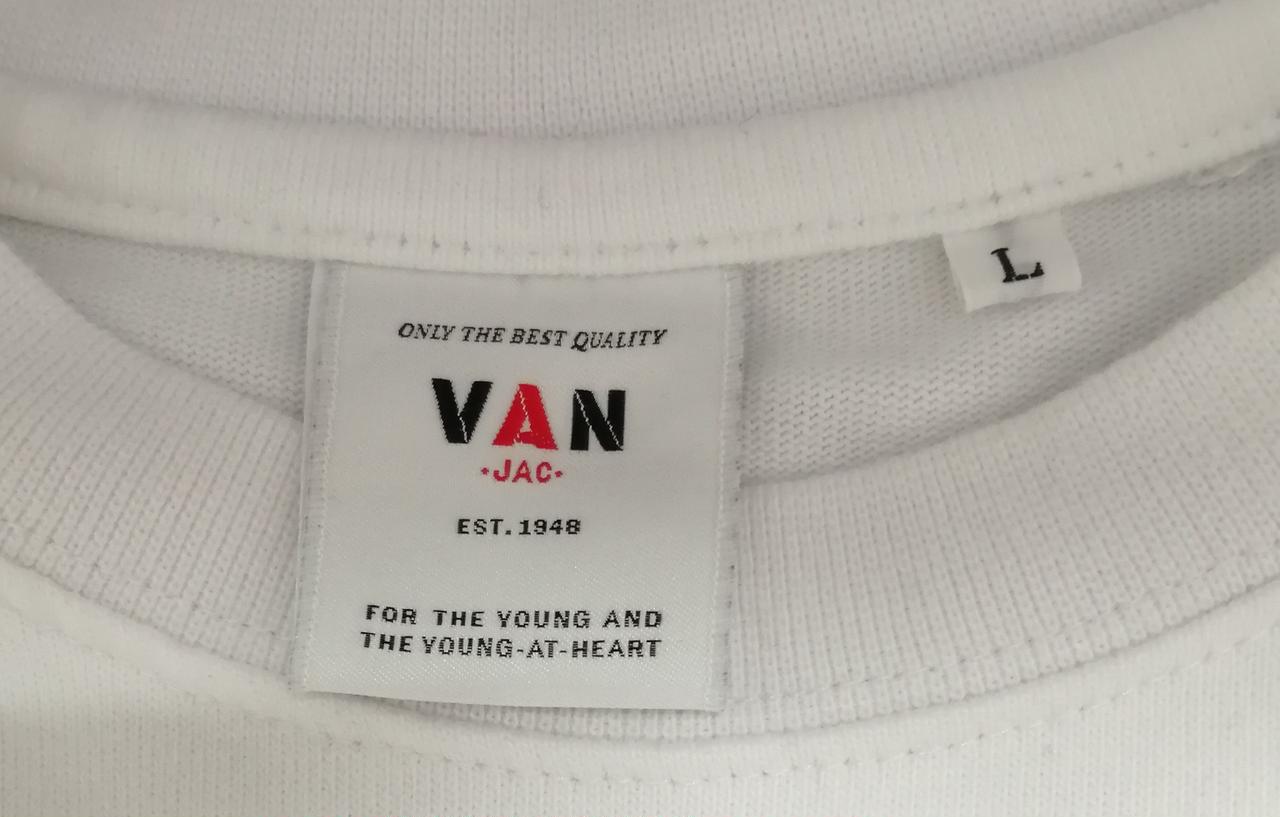 ONLY THE BEST QUALITY
VAN
·JAC·
EST. 1948
FOR THE YOUNG AND
THE YOUNG-AT-HEART
L